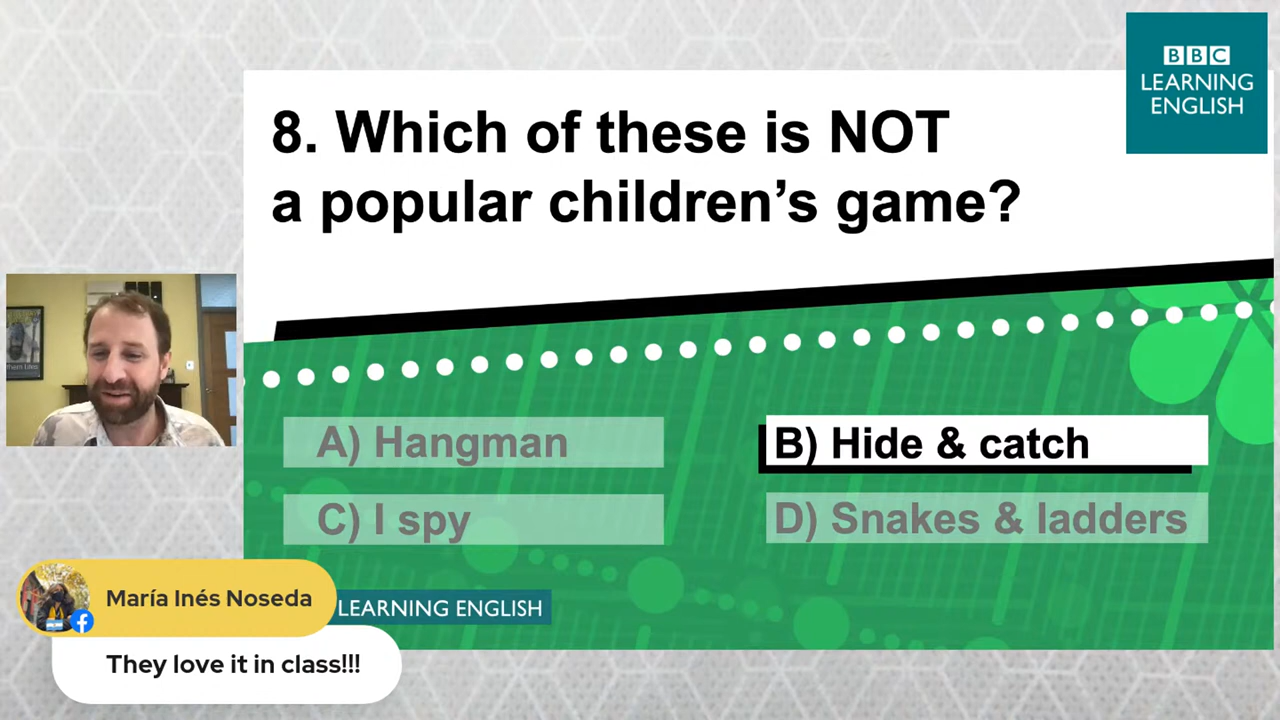 BBC
LEARNING
ENGLISH
8. Which of these is NOT
a popular children's game?
A) Hangman
B) Hide & catch
C) I spy
D) Snakes & ladders
LEARNING ENGLISH
María Inés Noseda
They love it in class!!!